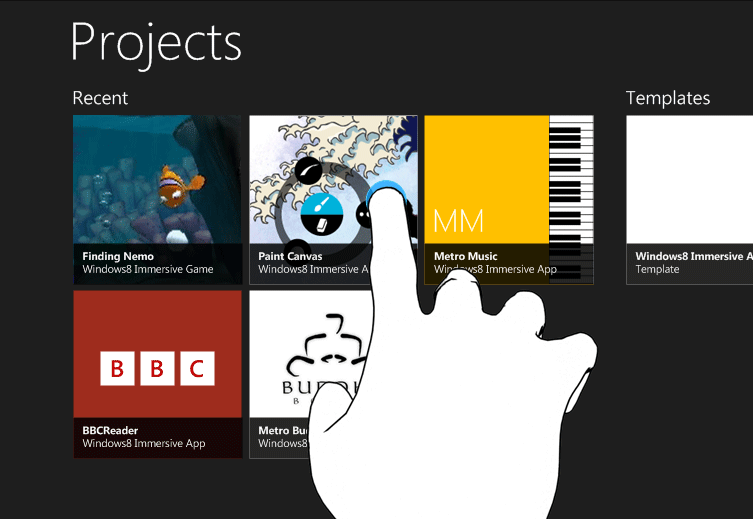 Projects
Recent
Templates
Finding Nemo
Windows8 Immersive Game
Paint Canvas
Windows8 Immersive A
MM
Metro Music
Windows8 Immersive App
Windows8 Immersive A
Template
B B C
BBCReader
Windows8 Immersive App
BUD
B
Metro Bu
Windows8